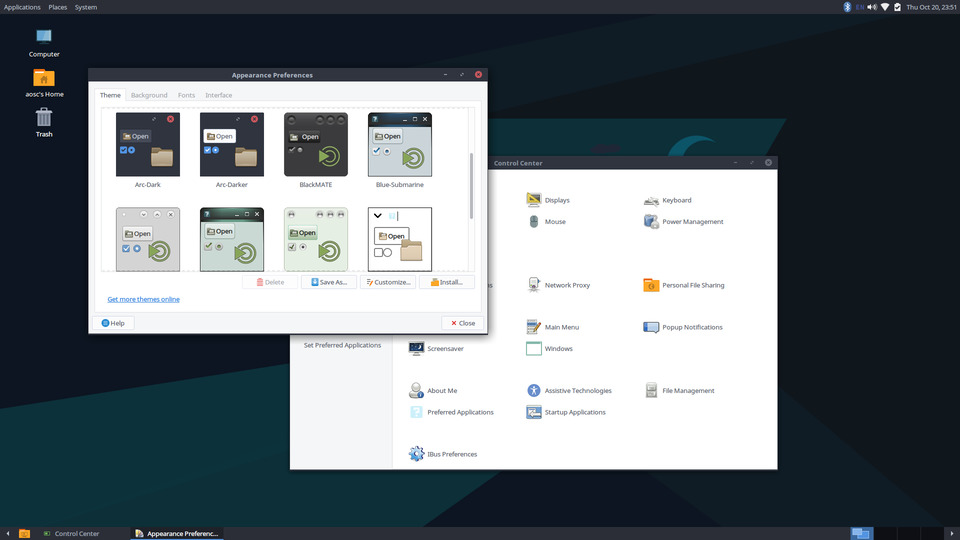 Applications Places System
EN
Thu Oct 20, 23:51
Computer
aosc's Home
Trash
Appearance Preferences
Theme Background Fonts Interface
Open Open Open Open
Arc-Dark Arc-Darker BlackMATE Blue-Submarine
Open Open Open Open
Delete Save As... Customize... Install...
Get more themes online
Help Close
Control Center
Displays Keyboard
Mouse Power Management
Network Proxy Personal File Sharing
Main Menu Popup Notifications
Set Preferred Applications
Screensaver Windows
About Me Assistive Technologies File Management
Preferred Applications Startup Applications
IBus Preferences
Control Center
Appearance Preferenc...